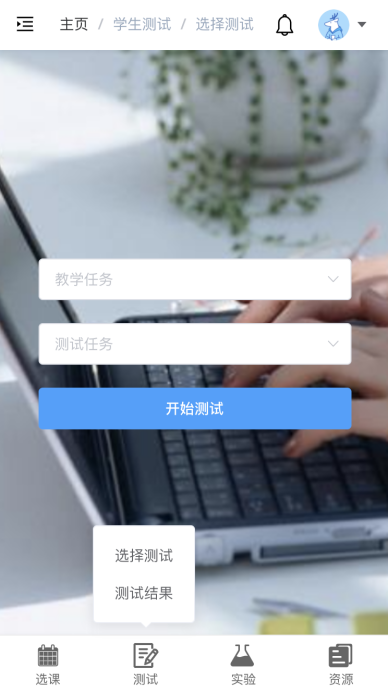 主页 / 学生测试 / 选择测试
教学任务
测试任务
开始测试
选择测试
测试结果
选课 测试 实验 资源